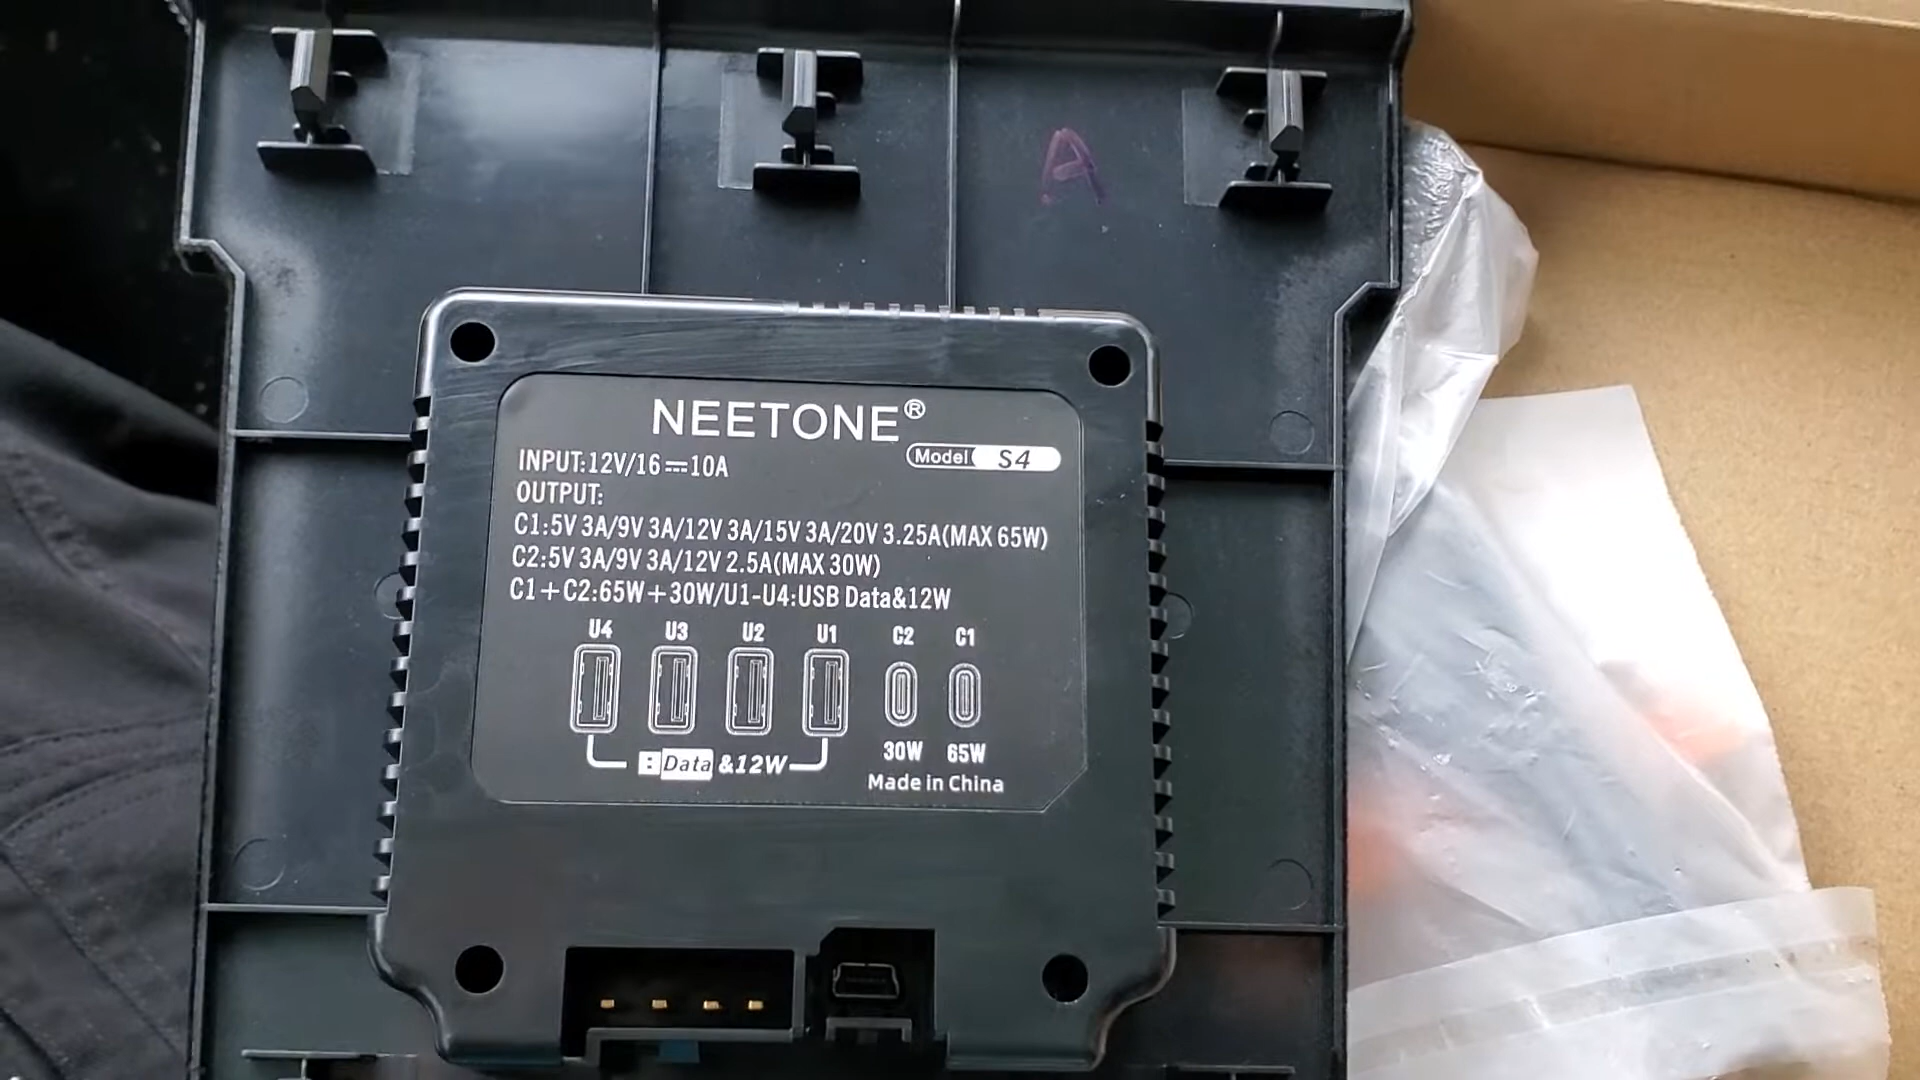 A
NEETONE®
Model S4
INPUT:12V/16⎓10A
OUTPUT:
C1:5V 3A/9V 3A/12V 3A/15V 3A/20V 3.25A(MAX 65W)
C2:5V 3A/9V 3A/12V 2.5A(MAX 30W)
C1+C2:65W+30W/U1-U4:USB Data&12W
U4 U3 U2 U1 C2 C1
30W 65W
:Data &12W
Made in China